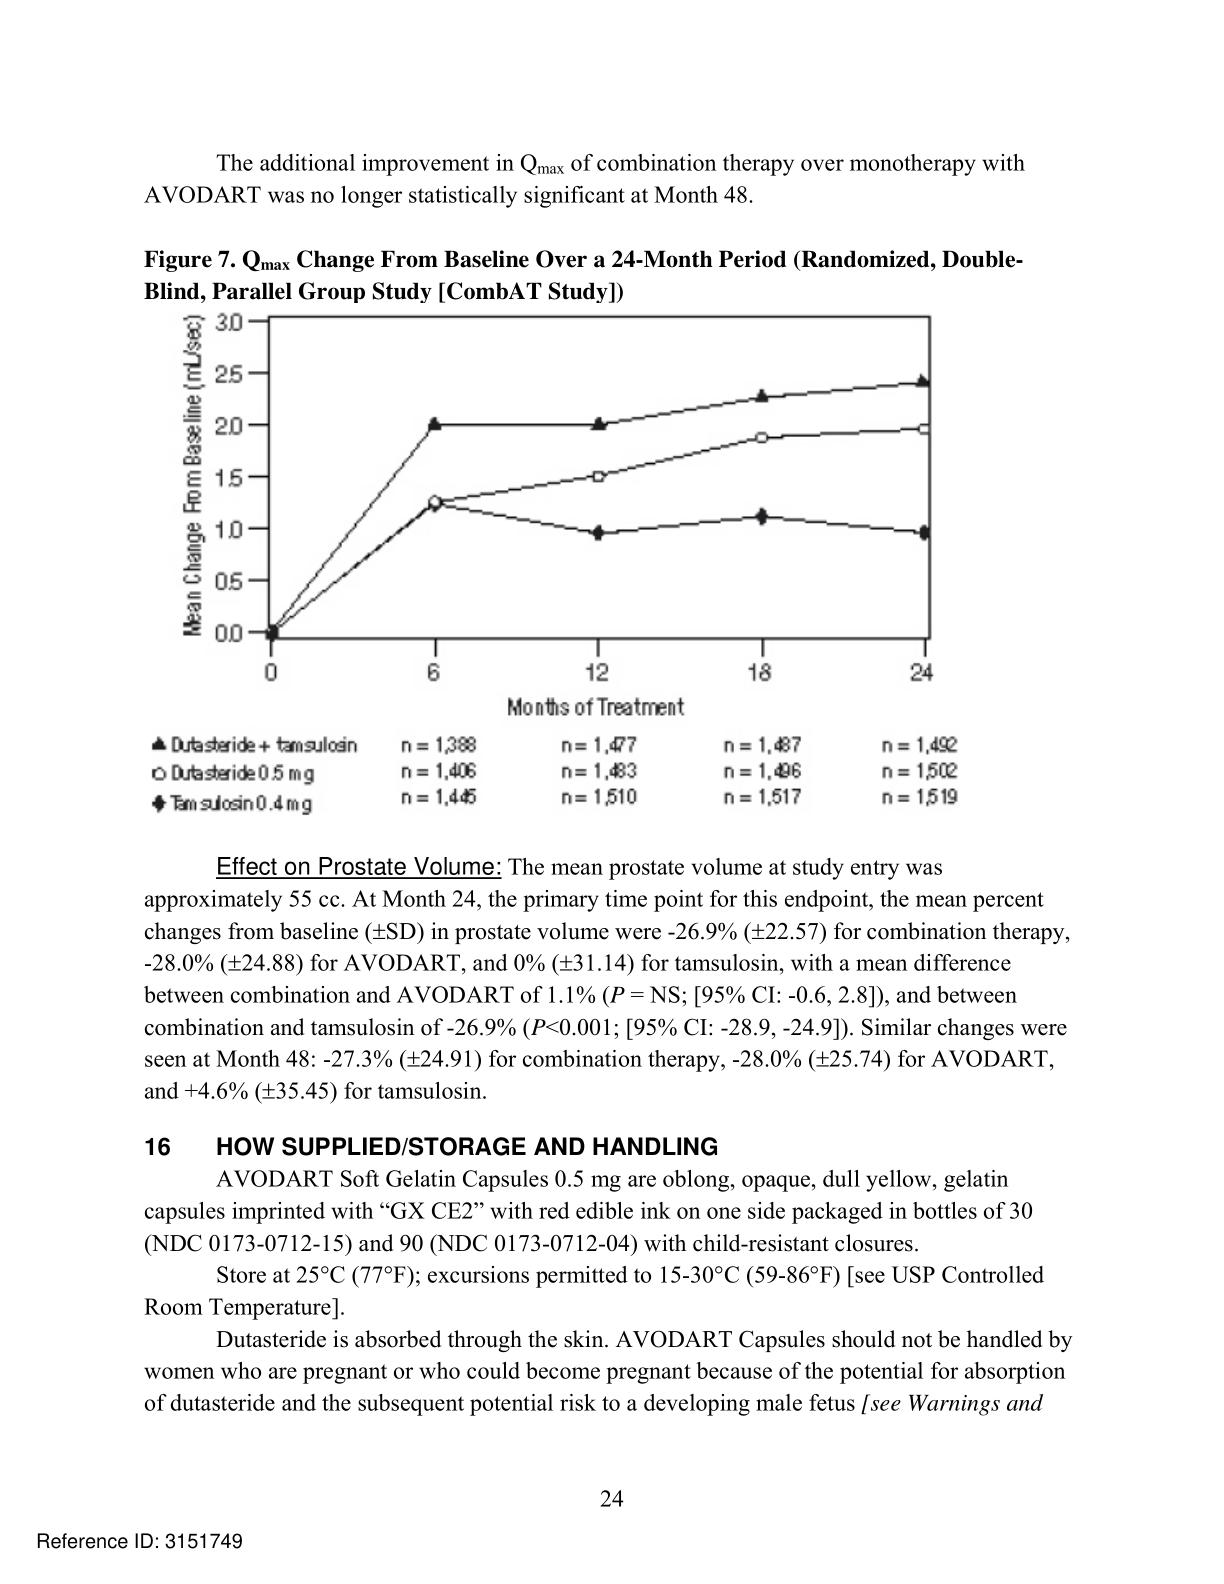 The additional improvement in Qmax of combination therapy over monotherapy with
AVODART was no longer statistically significant at Month 48.
Figure 7. Qmax Change From Baseline Over a 24-Month Period (Randomized, Double-
Blind, Parallel Group Study [CombAT Study])
Mean Change From Baseline (mL/sec)
3.0
2.5
2.0
1.5
1.0
0.5
0.0
0 6 12 18 24
Months of Treatment
Dutasteride + tamsulosin n = 1,388 n = 1,477 n = 1,487 n = 1,492
Dutasteride 0.5 mg n = 1,406 n = 1,483 n = 1,496 n = 1,502
Tamsulosin 0.4 mg n = 1,445 n = 1,510 n = 1,517 n = 1,519
Effect on Prostate Volume: The mean prostate volume at study entry was
approximately 55 cc. At Month 24, the primary time point for this endpoint, the mean percent
changes from baseline (±SD) in prostate volume were -26.9% (±22.57) for combination therapy,
-28.0% (±24.88) for AVODART, and 0% (±31.14) for tamsulosin, with a mean difference
between combination and AVODART of 1.1% (P = NS; [95% CI: -0.6, 2.8]), and between
combination and tamsulosin of -26.9% (P<0.001; [95% CI: -28.9, -24.9]). Similar changes were
seen at Month 48: -27.3% (±24.91) for combination therapy, -28.0% (±25.74) for AVODART,
and +4.6% (±35.45) for tamsulosin.
16 HOW SUPPLIED/STORAGE AND HANDLING
AVODART Soft Gelatin Capsules 0.5 mg are oblong, opaque, dull yellow, gelatin
capsules imprinted with “GX CE2” with red edible ink on one side packaged in bottles of 30
(NDC 0173-0712-15) and 90 (NDC 0173-0712-04) with child-resistant closures.
Store at 25°C (77°F); excursions permitted to 15-30°C (59-86°F) [see USP Controlled
Room Temperature].
Dutasteride is absorbed through the skin. AVODART Capsules should not be handled by
women who are pregnant or who could become pregnant because of the potential for absorption
of dutasteride and the subsequent potential risk to a developing male fetus [see Warnings and
24
Reference ID: 3151749